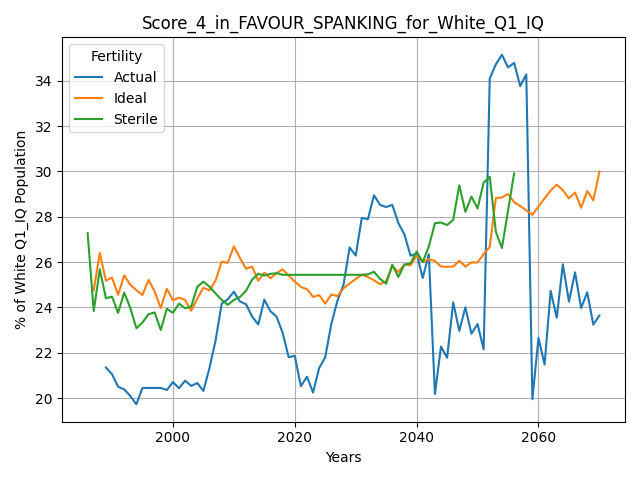 Score_4_in_FAVOUR_SPANKING_for_White_Q1_IQ
Fertility
Actual
Ideal
Sterile
% of White Q1_IQ Population
34
32
30
28
26
24
22
20
2000
2020
2040
2060
Years